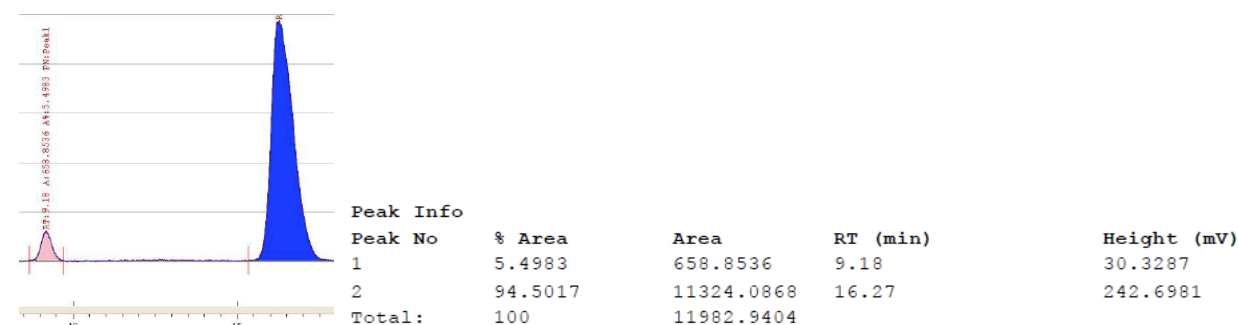 RT:9.18 A:658.8536 A%:5.4983 PN:Peak1
R
Peak Info
Peak No % Area Area RT (min) Height (mV)
1 5.4983 658.8536 9.18 30.3287
2 94.5017 11324.0868 16.27 242.6981
Total: 100 11982.9404